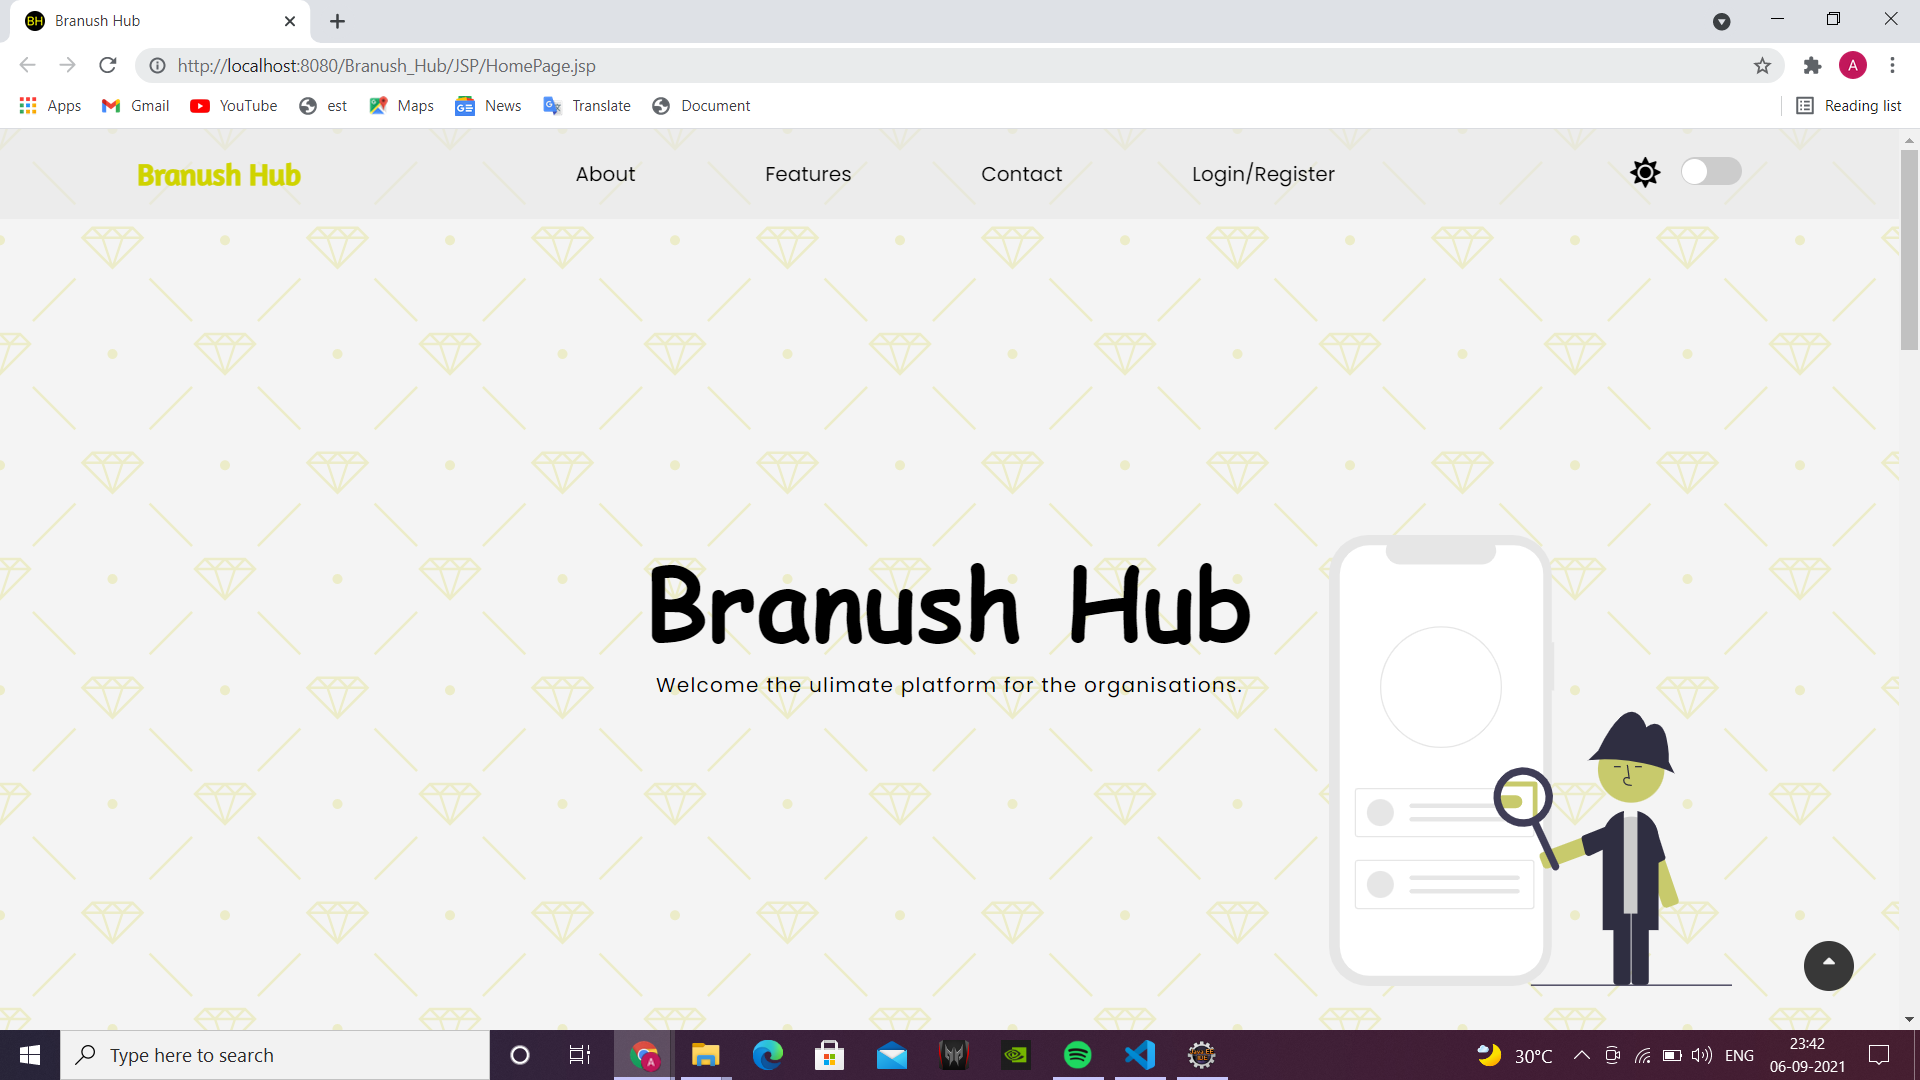 BH Branush Hub
http://localhost:8080/Branush_Hub/JSP/HomePage.jsp
A
Apps Gmail YouTube est Maps News Translate Document Reading list
Branush Hub About Features Contact Login/Register
Branush Hub
Welcome the ulimate platform for the organisations.
Type here to search
A
30°C
ENG
23:42
06-09-2021